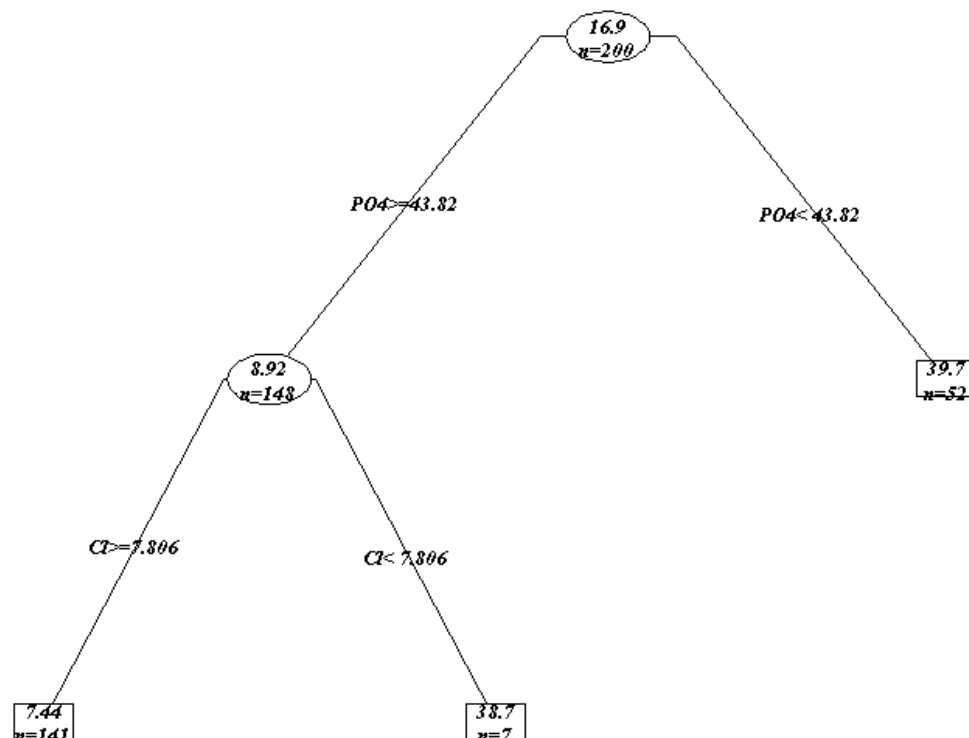 16.9
n=200
PO4>=43.82
PO4< 43.82
8.92
n=148
39.7
n=52
Cl>=7.806
Cl< 7.806
7.44
n=141
38.7
n=7